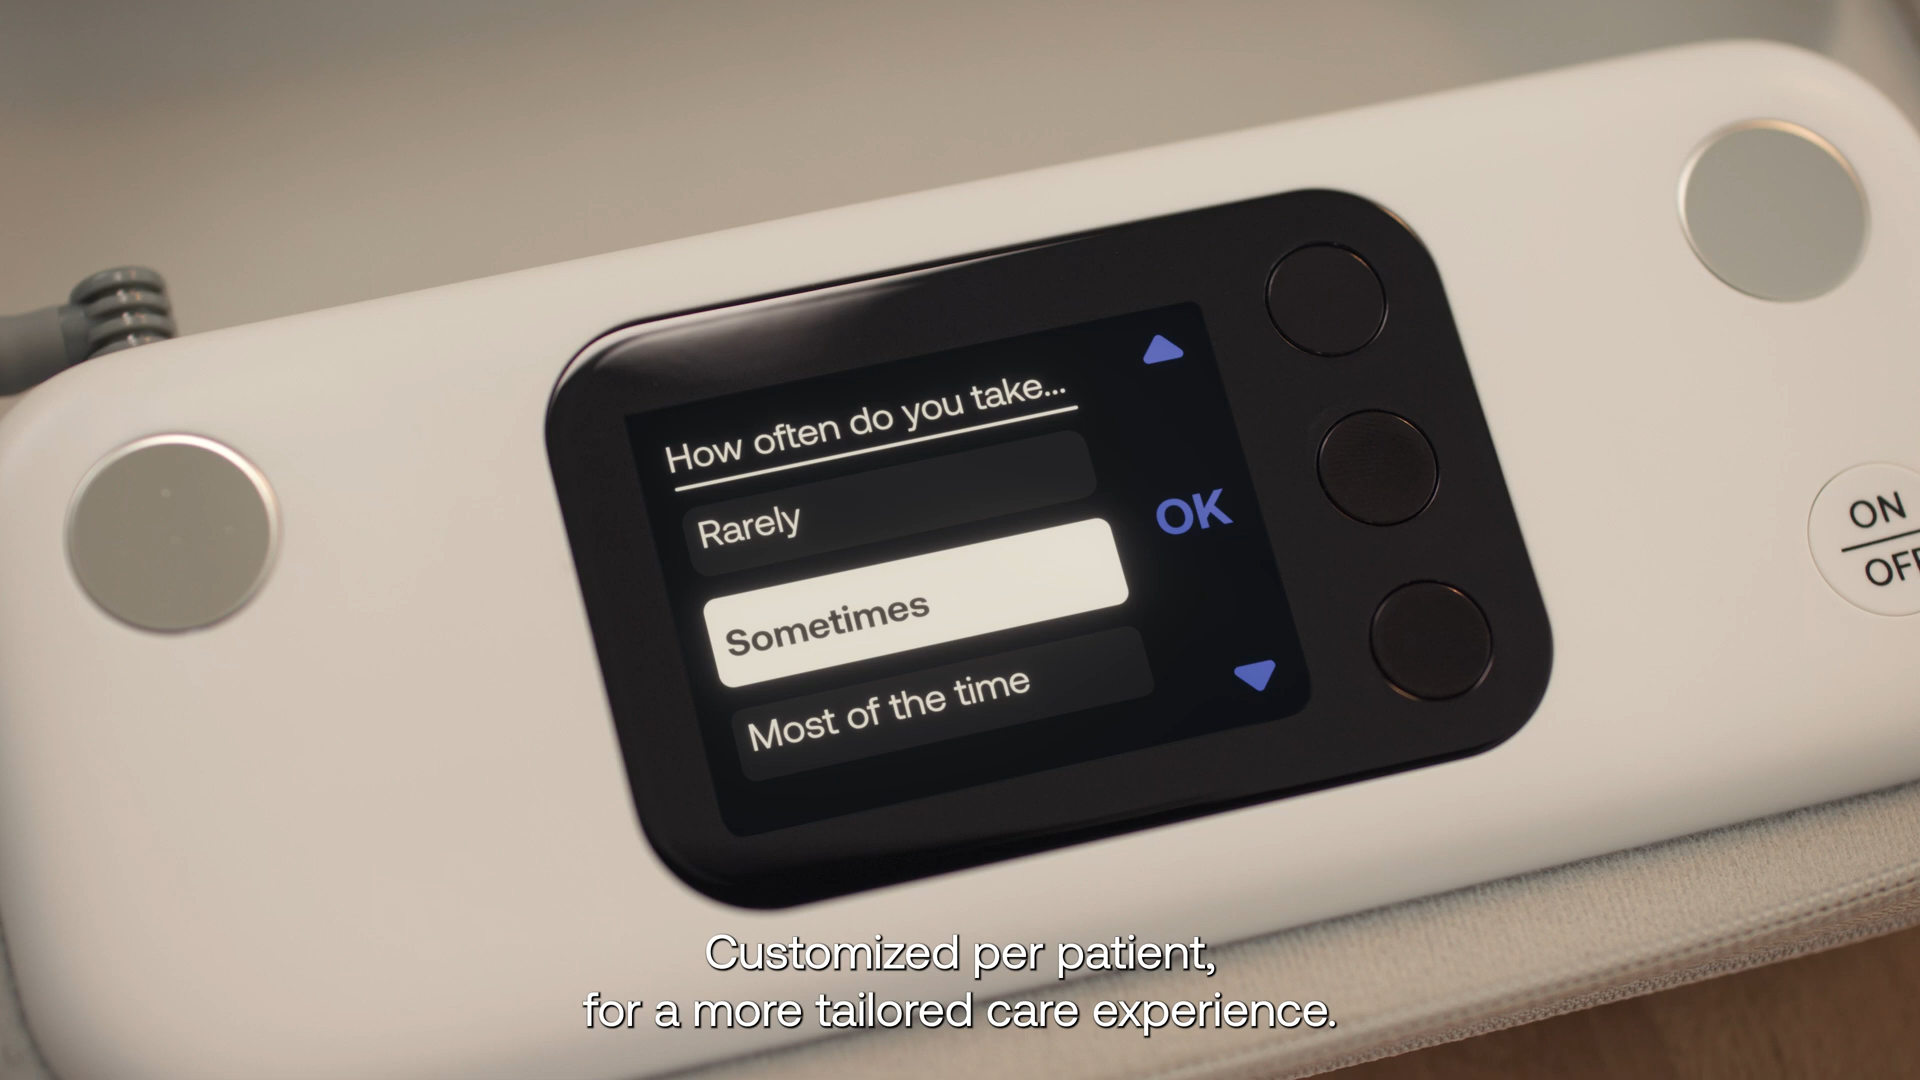 How often do you take...
Rarely
Sometimes
Most of the time
OK
ON
OFF
Customized per patient,
for a more tailored care experience.